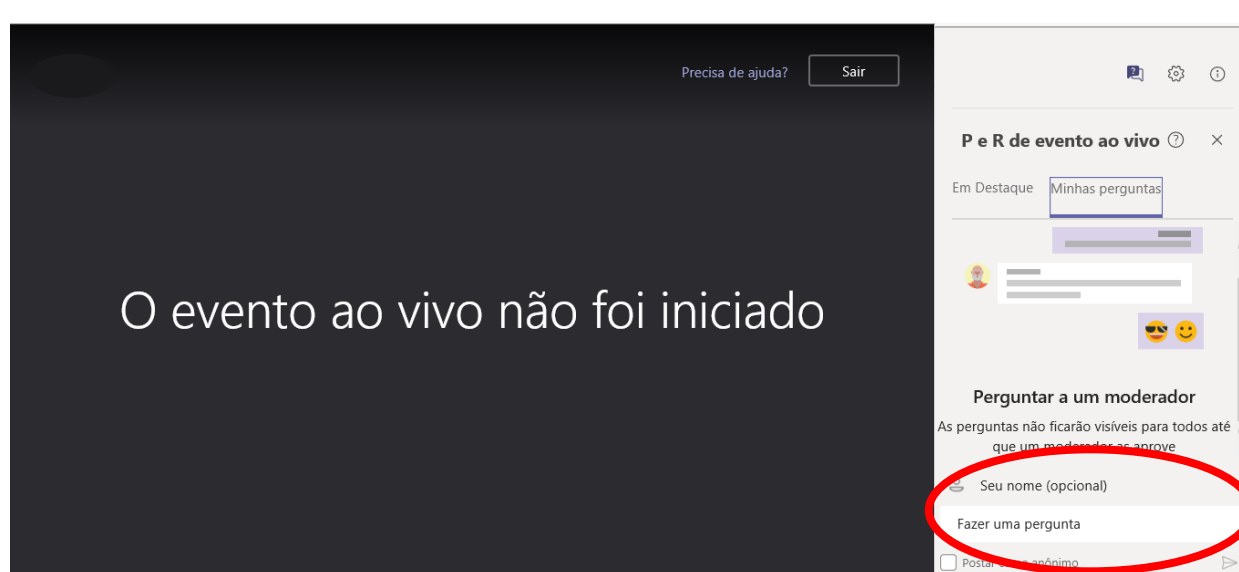 Precisa de ajuda?
Sair
O evento ao vivo não foi iniciado
P e R de evento ao vivo
Em Destaque
Minhas perguntas
Perguntar a um moderador
As perguntas não ficarão visíveis para todos até
que um moderador as aprove
Seu nome (opcional)
Fazer uma pergunta
Postar como anônimo